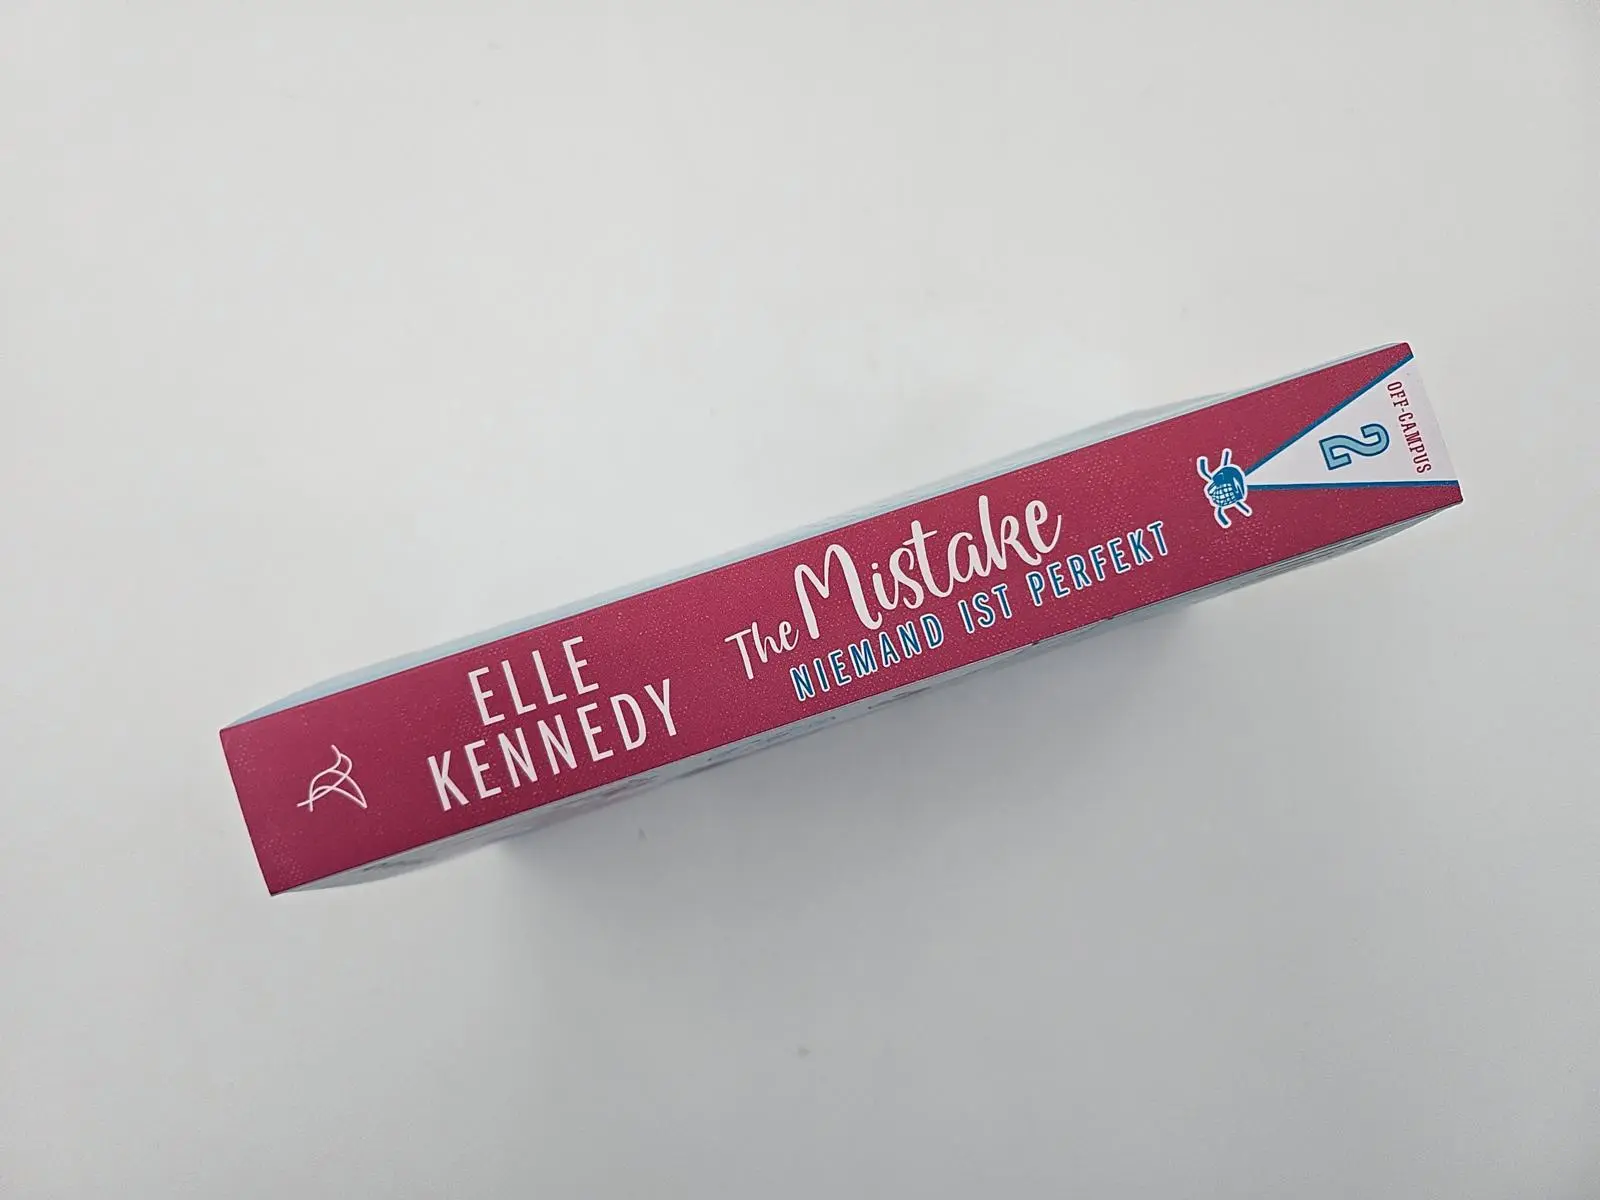 ELLE
KENNEDY
The Mistake
NIEMAND IST PERFEKT
2
OFF-CAMPUS